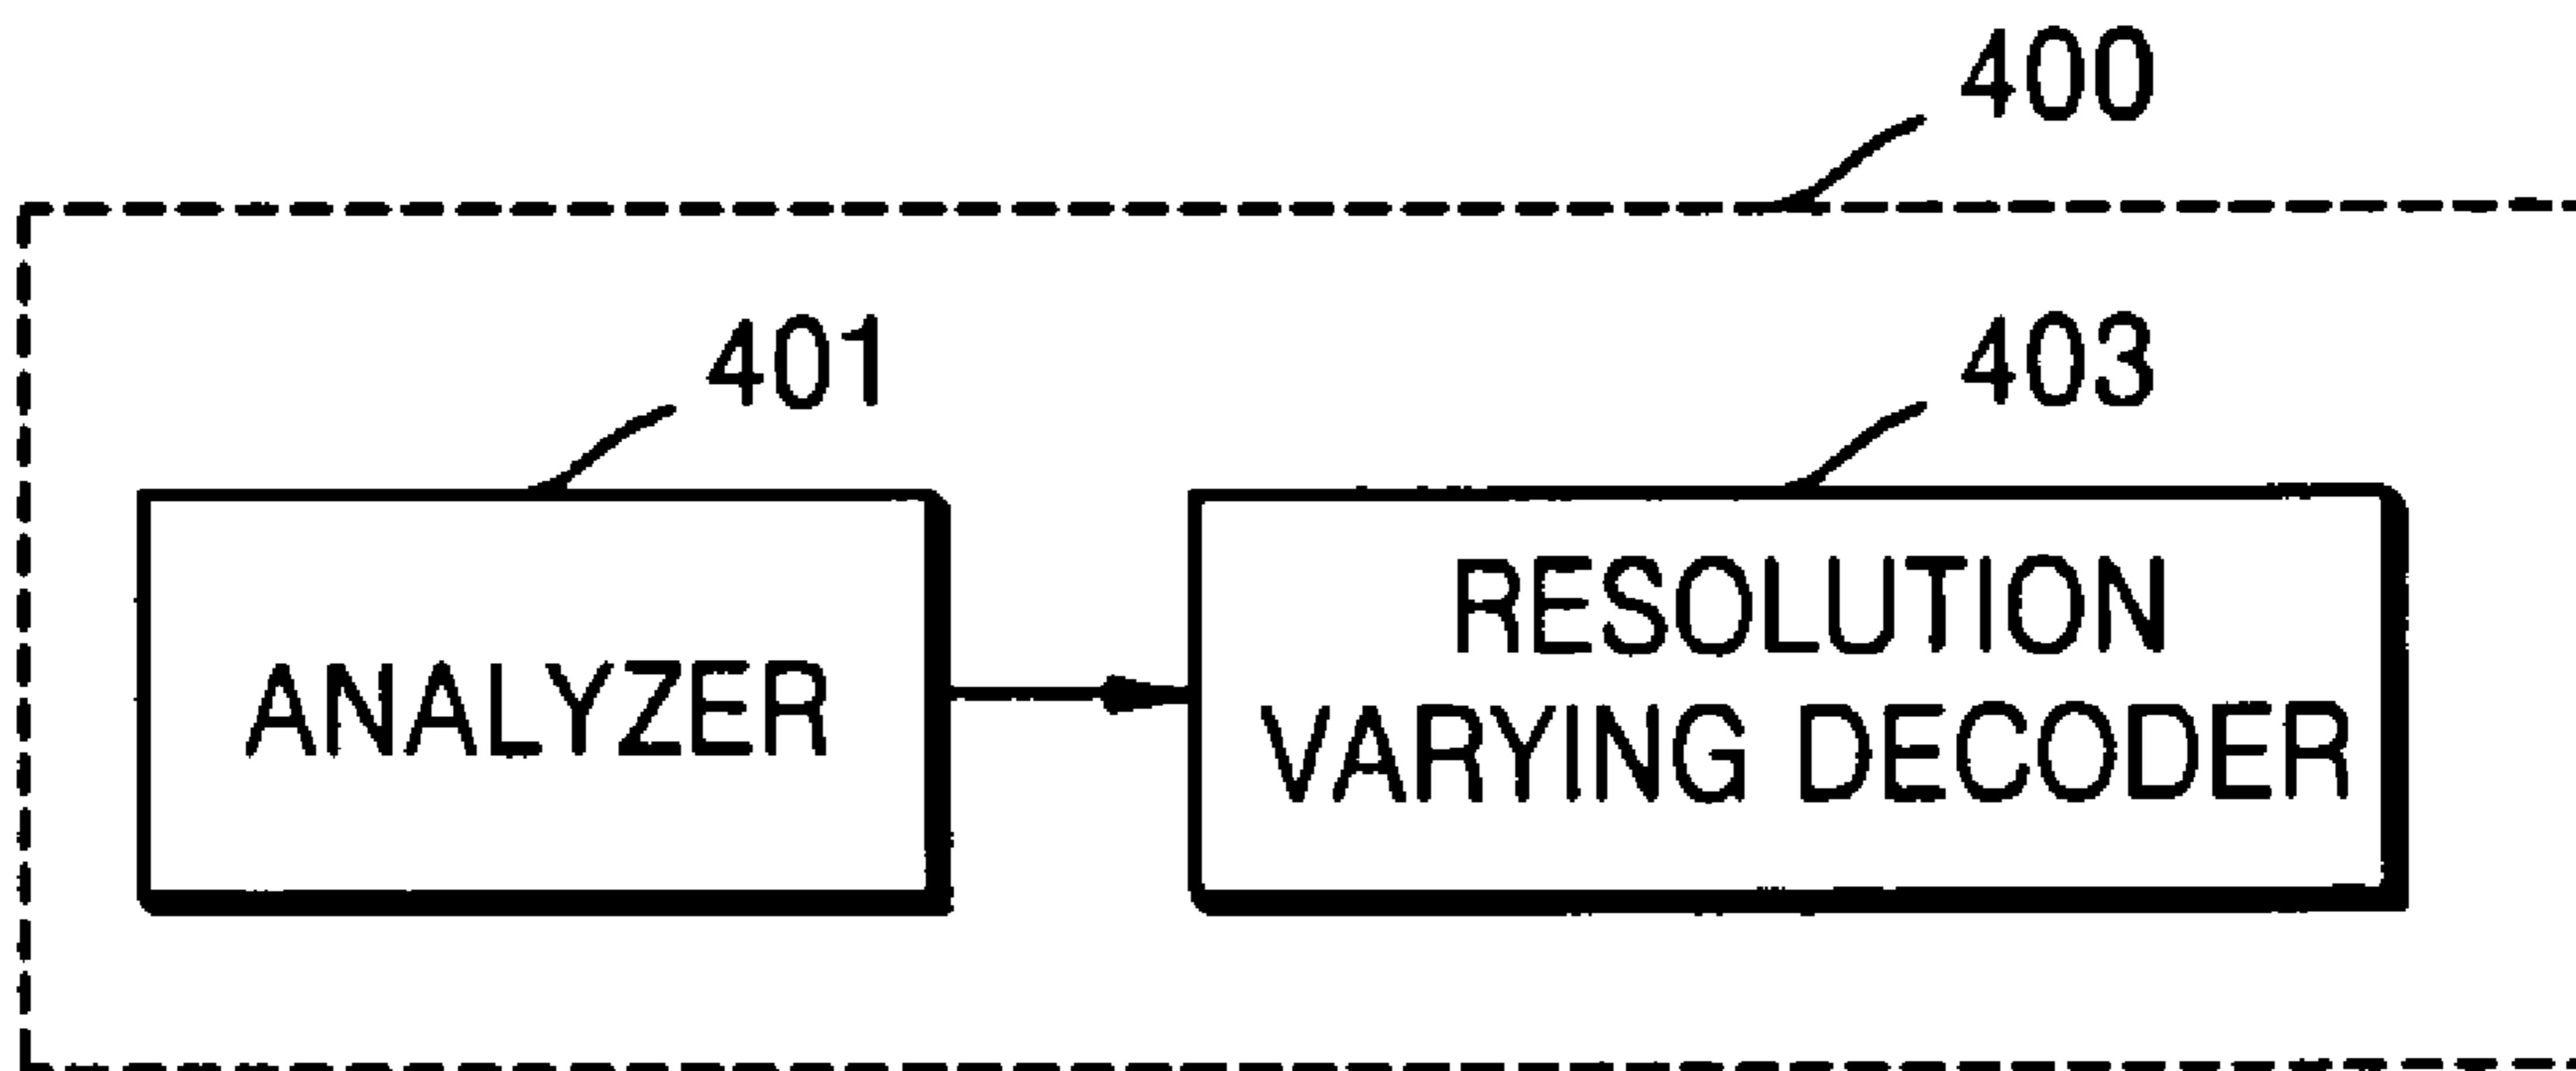 400
401
403
ANALYZER
RESOLUTION
VARYING DECODER